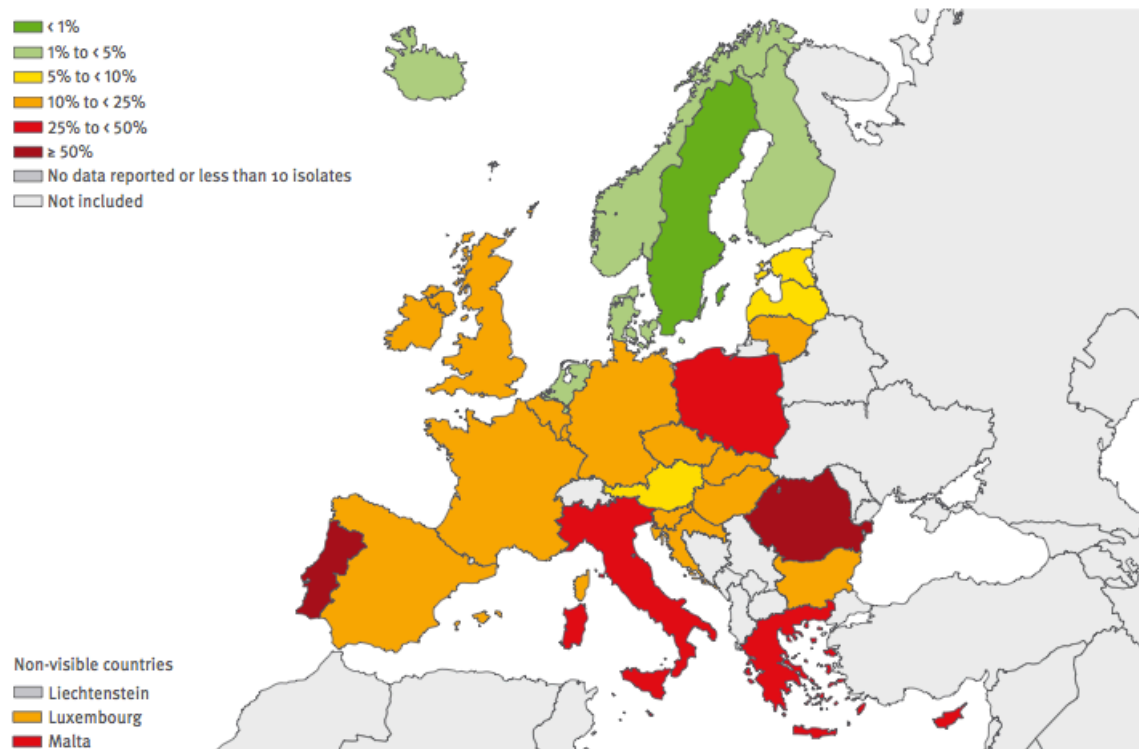 < 1%
1% to < 5%
5% to < 10%
10% to < 25%
25% to < 50%
≥ 50%
No data reported or less than 10 isolates
Not included
Non-visible countries
Liechtenstein
Luxembourg
Malta